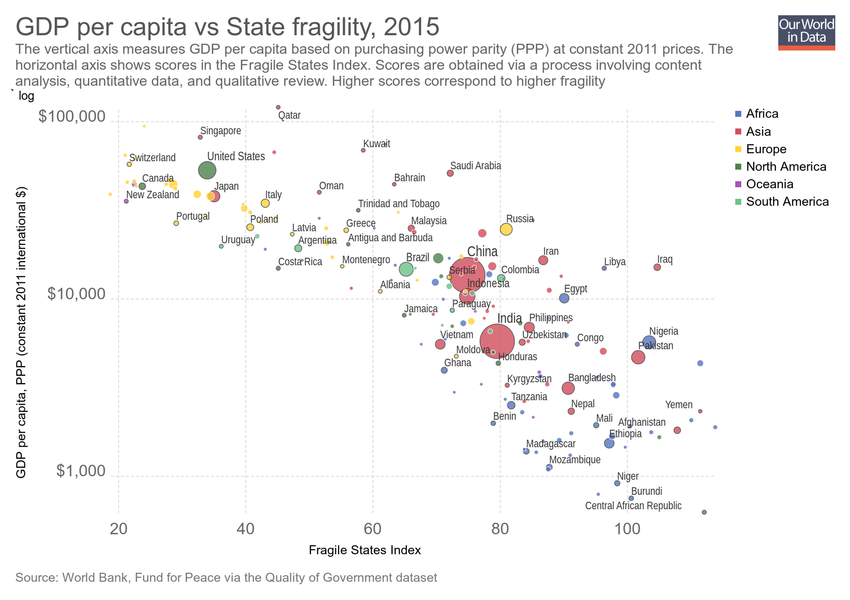 GDP per capita vs State fragility, 2015
Our World
in Data
The vertical axis measures GDP per capita based on purchasing power parity (PPP) at constant 2011 prices. The
horizontal axis shows scores in the Fragile States Index. Scores are obtained via a process involving content
analysis, quantitative data, and qualitative review. Higher scores correspond to higher fragility
log
$100,000
$10,000
$1,000
GDP per capita, PPP (constant 2011 international $)
Qatar
Singapore
Kuwait
Switzerland
United States
Saudi Arabia
Canada
Japan
Bahrain
Oman
New Zealand
Italy
Trinidad and Tobago
Portugal
Poland
Latvia
Greece
Malaysia
Russia
Uruguay
Argentina
Antigua and Barbuda
Costa Rica
Montenegro
Brazil
China
Serbia
Colombia
Iran
Libya
Iraq
Albania
Indonesia
Egypt
Jamaica
Paraguay
India
Philippines
Vietnam
Uzbekistan
Congo
Nigeria
Pakistan
Moldova
Honduras
Ghana
Kyrgyzstan
Bangladesh
Tanzania
Nepal
Yemen
Benin
Mali
Afghanistan
Ethiopia
Madagascar
Mozambique
Niger
Burundi
Central African Republic
20
40
60
80
100
Fragile States Index
Africa
Asia
Europe
North America
Oceania
South America
Source: World Bank, Fund for Peace via the Quality of Government dataset